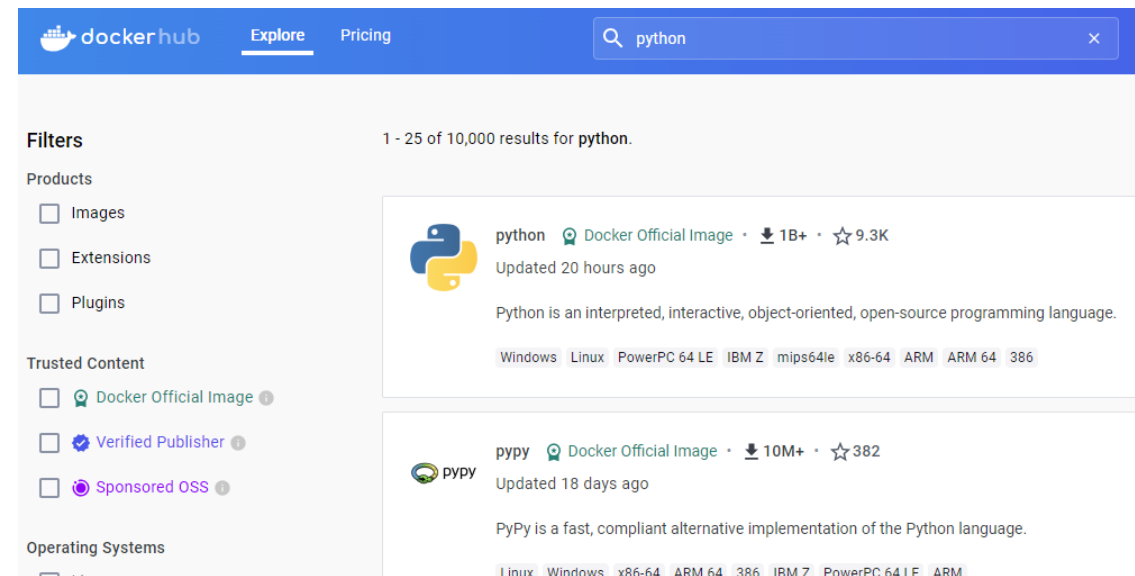 dockerhub Explore Pricing python
Filters
1 - 25 of 10,000 results for python.
Products
Images
Extensions
Plugins
Trusted Content
Docker Official Image
Verified Publisher
Sponsored OSS
Operating Systems
python Docker Official Image • 1B+ • 9.3K
Updated 20 hours ago
Python is an interpreted, interactive, object-oriented, open-source programming language.
Windows Linux PowerPC 64 LE IBM Z mips64le x86-64 ARM ARM 64 386
pypy
pypy Docker Official Image • 10M+ • 382
Updated 18 days ago
PyPy is a fast, compliant alternative implementation of the Python language.
Linux Windows x86-64 ARM 64 386 IBM Z PowerPC 64 LE ARM